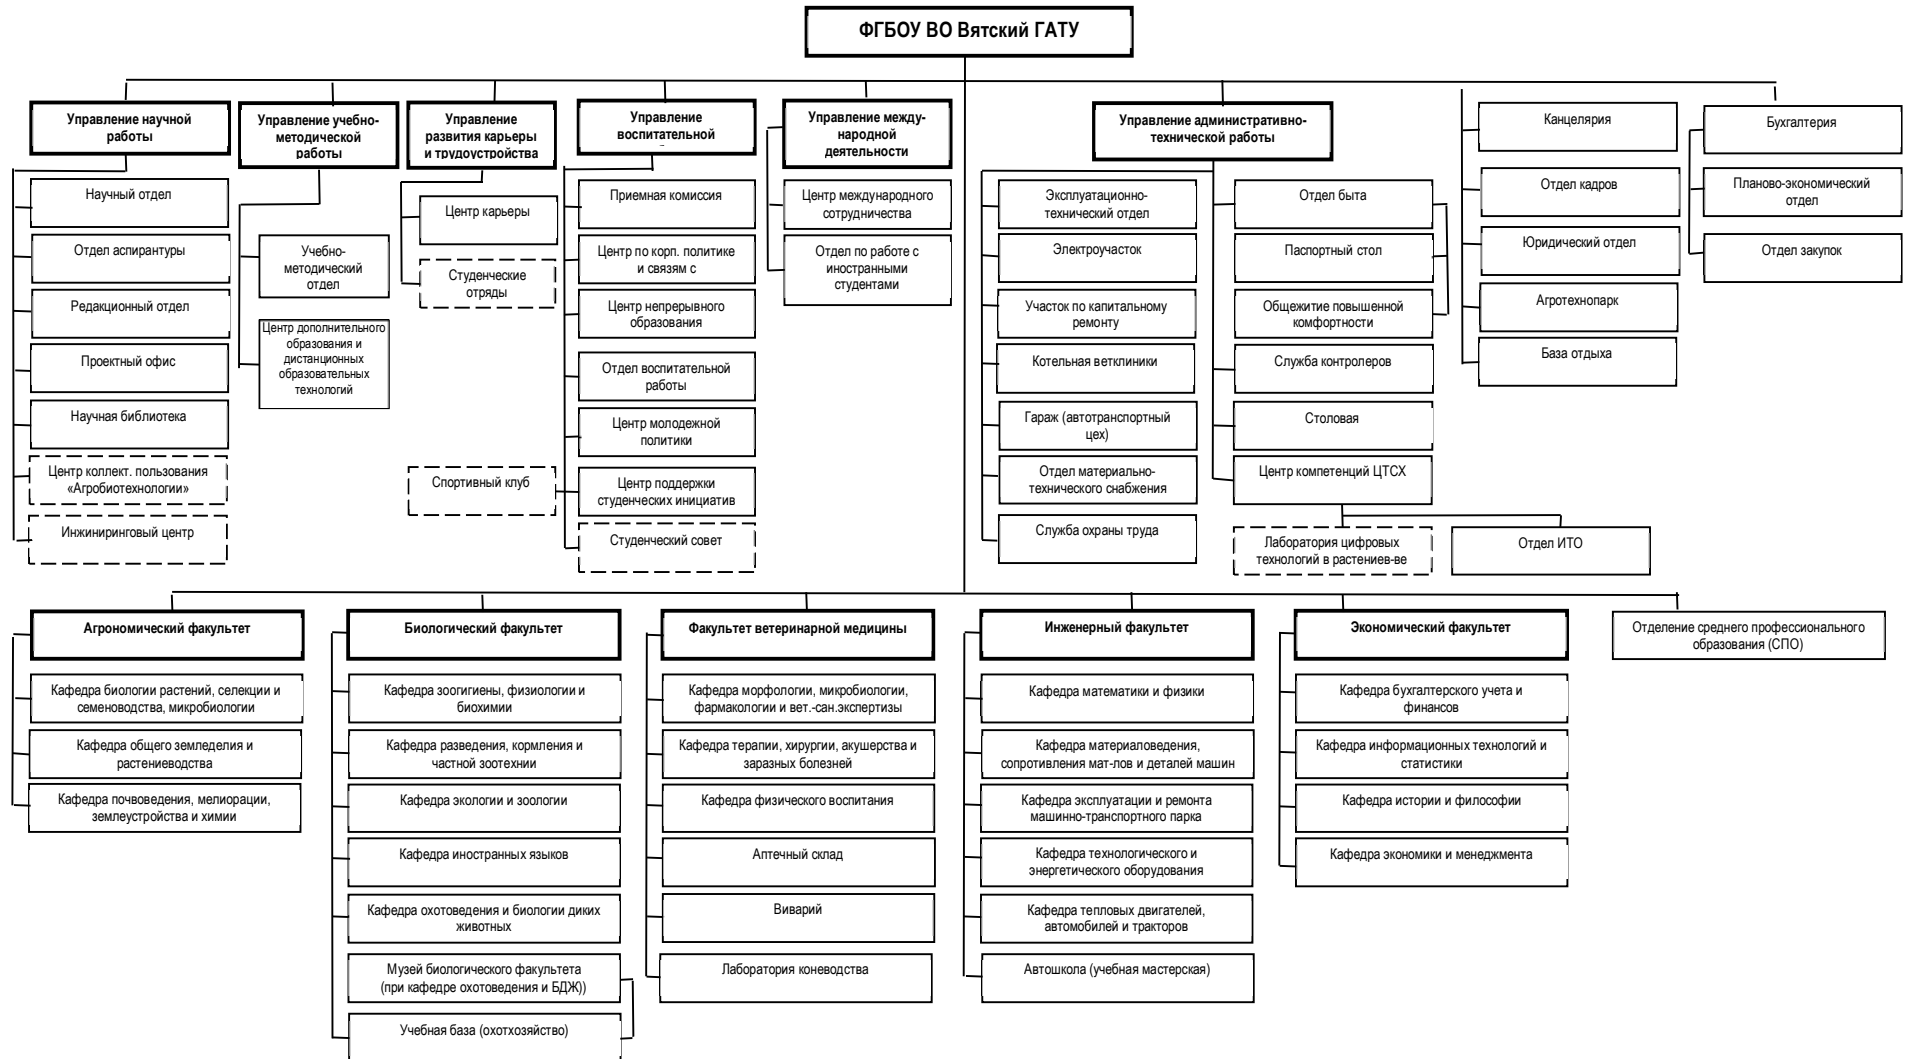 ФГБОУ ВО Вятский ГАТУ
Управление научной
работы
Научный отдел
Отдел аспирантуры
Редакционный отдел
Проектный офис
Научная библиотека
Центр коллект. пользования
«Агробиотехнологии»
Инжиниринговый центр
Управление учебно-
методической
работы
Учебно-
методический
отдел
Центр дополнительного
образования и
дистанционных
образовательных
технологий
Управление
развития карьеры
и трудоустройства
Центр карьеры
Студенческие
отряды
Управление
воспитательной
Приемная комиссия
Центр по корп. политике
и связям с
Центр непрерывного
образования
Отдел воспитательной
работы
Центр молодежной
политики
Спортивный клуб
Центр поддержки
студенческих инициатив
Студенческий совет
Управление между-
народной
деятельности
Центр международного
сотрудничества
Отдел по работе с
иностранными
студентами
Управление административно-
технической работы
Эксплуатационно-
технический отдел
Электроучасток
Участок по капитальному
ремонту
Котельная ветклиники
Гараж (автотранспортный
цех)
Отдел материально-
технического снабжения
Служба охраны труда
Отдел быта
Паспортный стол
Общежитие повышенной
комфортности
Служба контролеров
Столовая
Центр компетенций ЦТСХ
Лаборатория цифровых
технологий в растениев-ве
Отдел ИТО
Канцелярия
Отдел кадров
Юридический отдел
Агротехнопарк
База отдыха
Бухгалтерия
Планово-экономический
отдел
Отдел закупок
Агрономический факультет
Кафедра биологии растений, селекции и
семеноводства, микробиологии
Кафедра общего земледелия и
растениеводства
Кафедра почвоведения, мелиорации,
землеустройства и химии
Биологический факультет
Кафедра зоогигиены, физиологии и
биохимии
Кафедра разведения, кормления и
частной зоотехнии
Кафедра экологии и зоологии
Кафедра иностранных языков
Кафедра охотоведения и биологии диких
животных
Музей биологического факультета
(при кафедре охотоведения и БДЖ))
Учебная база (охотхозяйство)
Факультет ветеринарной медицины
Кафедра морфологии, микробиологии,
фармакологии и вет.-сан.экспертизы
Кафедра терапии, хирургии, акушерства и
заразных болезней
Кафедра физического воспитания
Аптечный склад
Виварий
Лаборатория коневодства
Инженерный факультет
Кафедра математики и физики
Кафедра материаловедения,
сопротивления мат-лов и деталей машин
Кафедра эксплуатации и ремонта
машинно-транспортного парка
Кафедра технологического и
энергетического оборудования
Кафедра тепловых двигателей,
автомобилей и тракторов
Автошкола (учебная мастерская)
Экономический факультет
Кафедра бухгалтерского учета и
финансов
Кафедра информационных технологий и
статистики
Кафедра истории и философии
Кафедра экономики и менеджмента
Отделение среднего профессионального
образования (СПО)